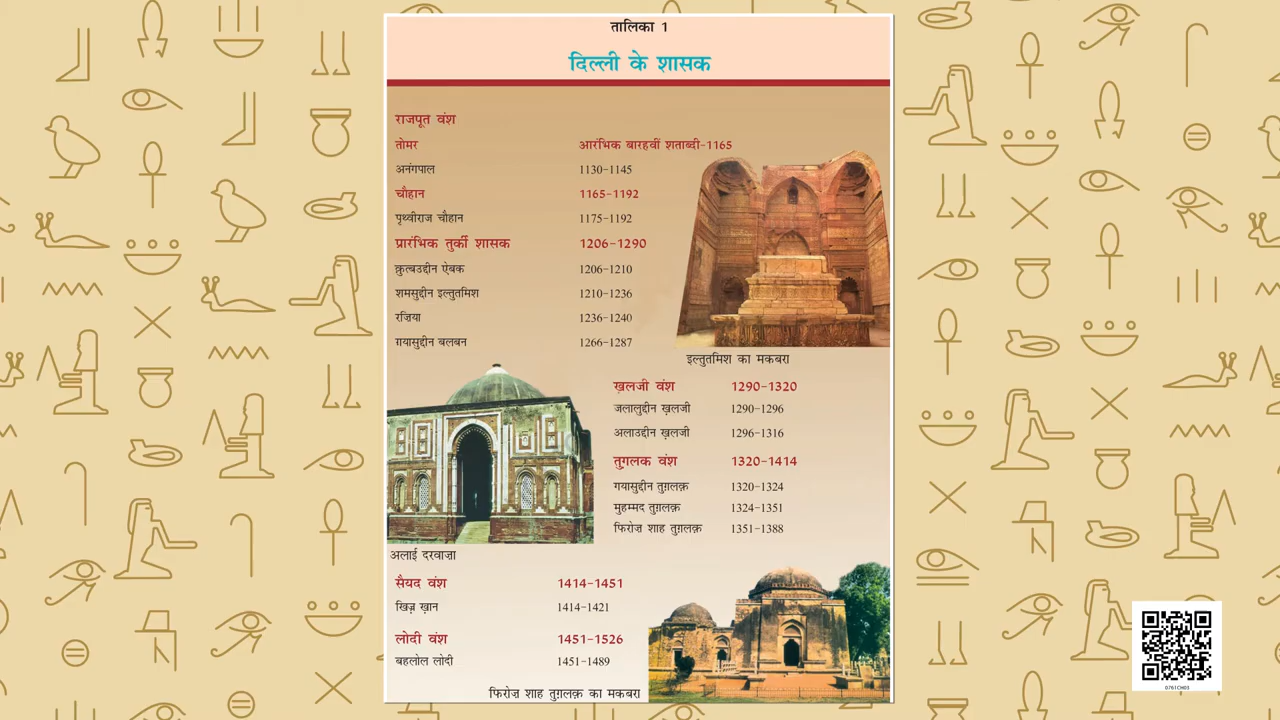 तालिका 1
दिल्ली के शासक
राजपूत वंश
तोमर आरंभिक बारहवीं शताब्दी-1165
अनंगपाल 1130-1145
चौहान 1165-1192
पृथ्वीराज चौहान 1175-1192
प्रारंभिक तुर्की शासक 1206-1290
क़ुत्बउद्दीन ऐबक 1206-1210
शमसुद्दीन इल्तुतमिश 1210-1236
रज़िया 1236-1240
ग़यासुद्दीन बलबन 1266-1287
इल्तुतमिश का मकबरा
ख़लजी वंश 1290-1320
जलालुद्दीन ख़लजी 1290-1296
अलाउद्दीन ख़लजी 1296-1316
तुग़लक वंश 1320-1414
गयासुद्दीन तुग़लक़ 1320-1324
मुहम्मद तुग़लक़ 1324-1351
फिरोज़ शाह तुग़लक़ 1351-1388
अलाई दरवाज़ा
सैयद वंश 1414-1451
खिज़्र ख़ान 1414-1421
लोदी वंश 1451-1526
बहलोल लोदी 1451-1489
फिरोज़ शाह तुग़लक़ का मकबरा
0761CH03